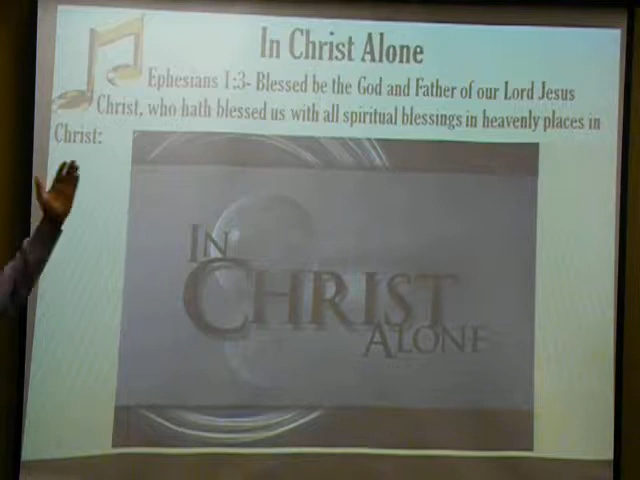 In Christ Alone
Ephesians 1:3- Blessed be the God and Father of our Lord Jesus
Christ, who hath blessed us with all spiritual blessings in heavenly places in
Christ:
IN
CHRIST
ALONE